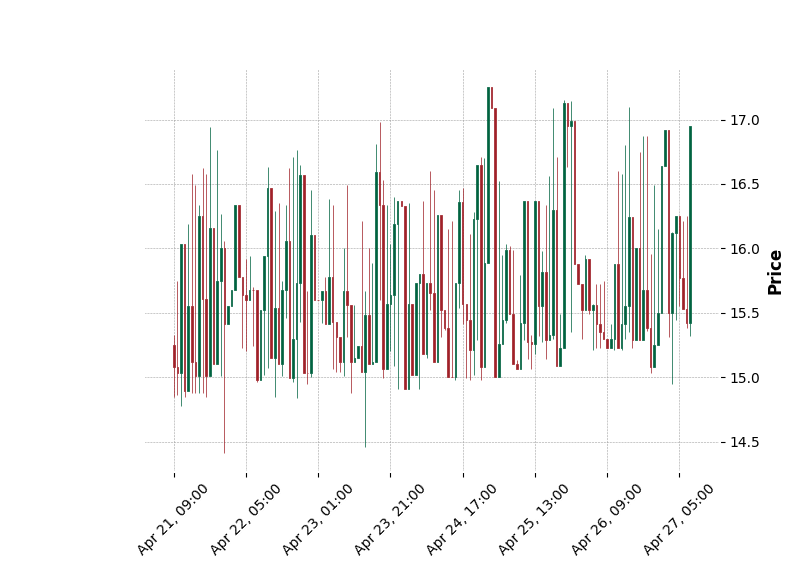 17.0
16.5
16.0
15.5
15.0
14.5
Price
Apr 21, 09:00
Apr 22, 05:00
Apr 23, 01:00
Apr 23, 21:00
Apr 24, 17:00
Apr 25, 13:00
Apr 26, 09:00
Apr 27, 05:00